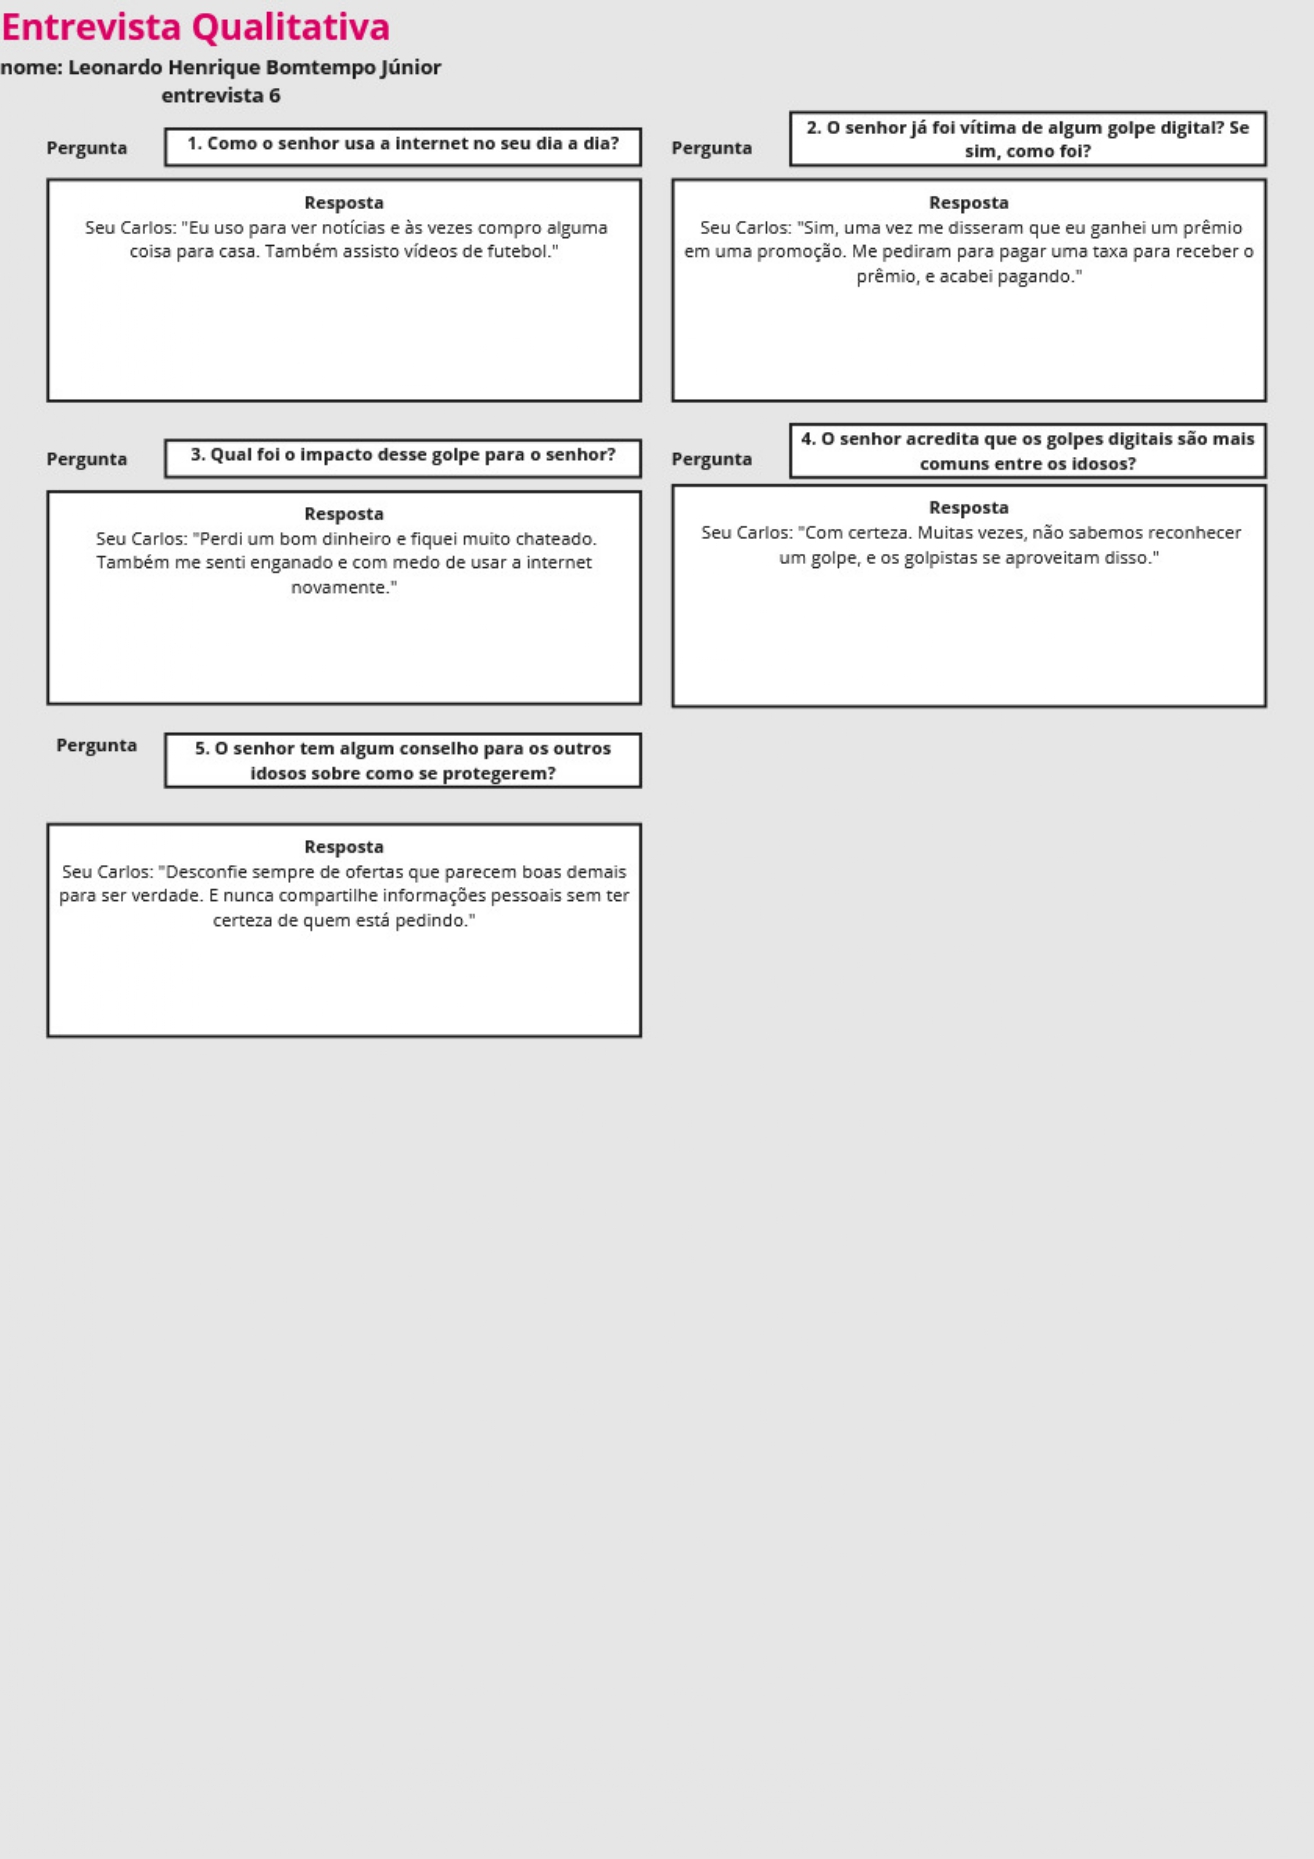 Entrevista Qualitativa
nome: Leonardo Henrique Bomtempo Júnior
entrevista 6
Pergunta
1. Como o senhor usa a internet no seu dia a dia?
Resposta
Seu Carlos: "Eu uso para ver notícias e às vezes compro alguma
coisa para casa. Também assisto vídeos de futebol."
Pergunta
2. O senhor já foi vítima de algum golpe digital? Se
sim, como foi?
Resposta
Seu Carlos: "Sim, uma vez me disseram que eu ganhei um prêmio
em uma promoção. Me pediram para pagar uma taxa para receber o
prêmio, e acabei pagando."
Pergunta
3. Qual foi o impacto desse golpe para o senhor?
Resposta
Seu Carlos: "Perdi um bom dinheiro e fiquei muito chateado.
Também me senti enganado e com medo de usar a internet
novamente."
Pergunta
4. O senhor acredita que os golpes digitais são mais
comuns entre os idosos?
Resposta
Seu Carlos: "Com certeza. Muitas vezes, não sabemos reconhecer
um golpe, e os golpistas se aproveitam disso."
Pergunta
5. O senhor tem algum conselho para os outros
idosos sobre como se protegerem?
Resposta
Seu Carlos: "Desconfie sempre de ofertas que parecem boas demais
para ser verdade. E nunca compartilhe informações pessoais sem ter
certeza de quem está pedindo."